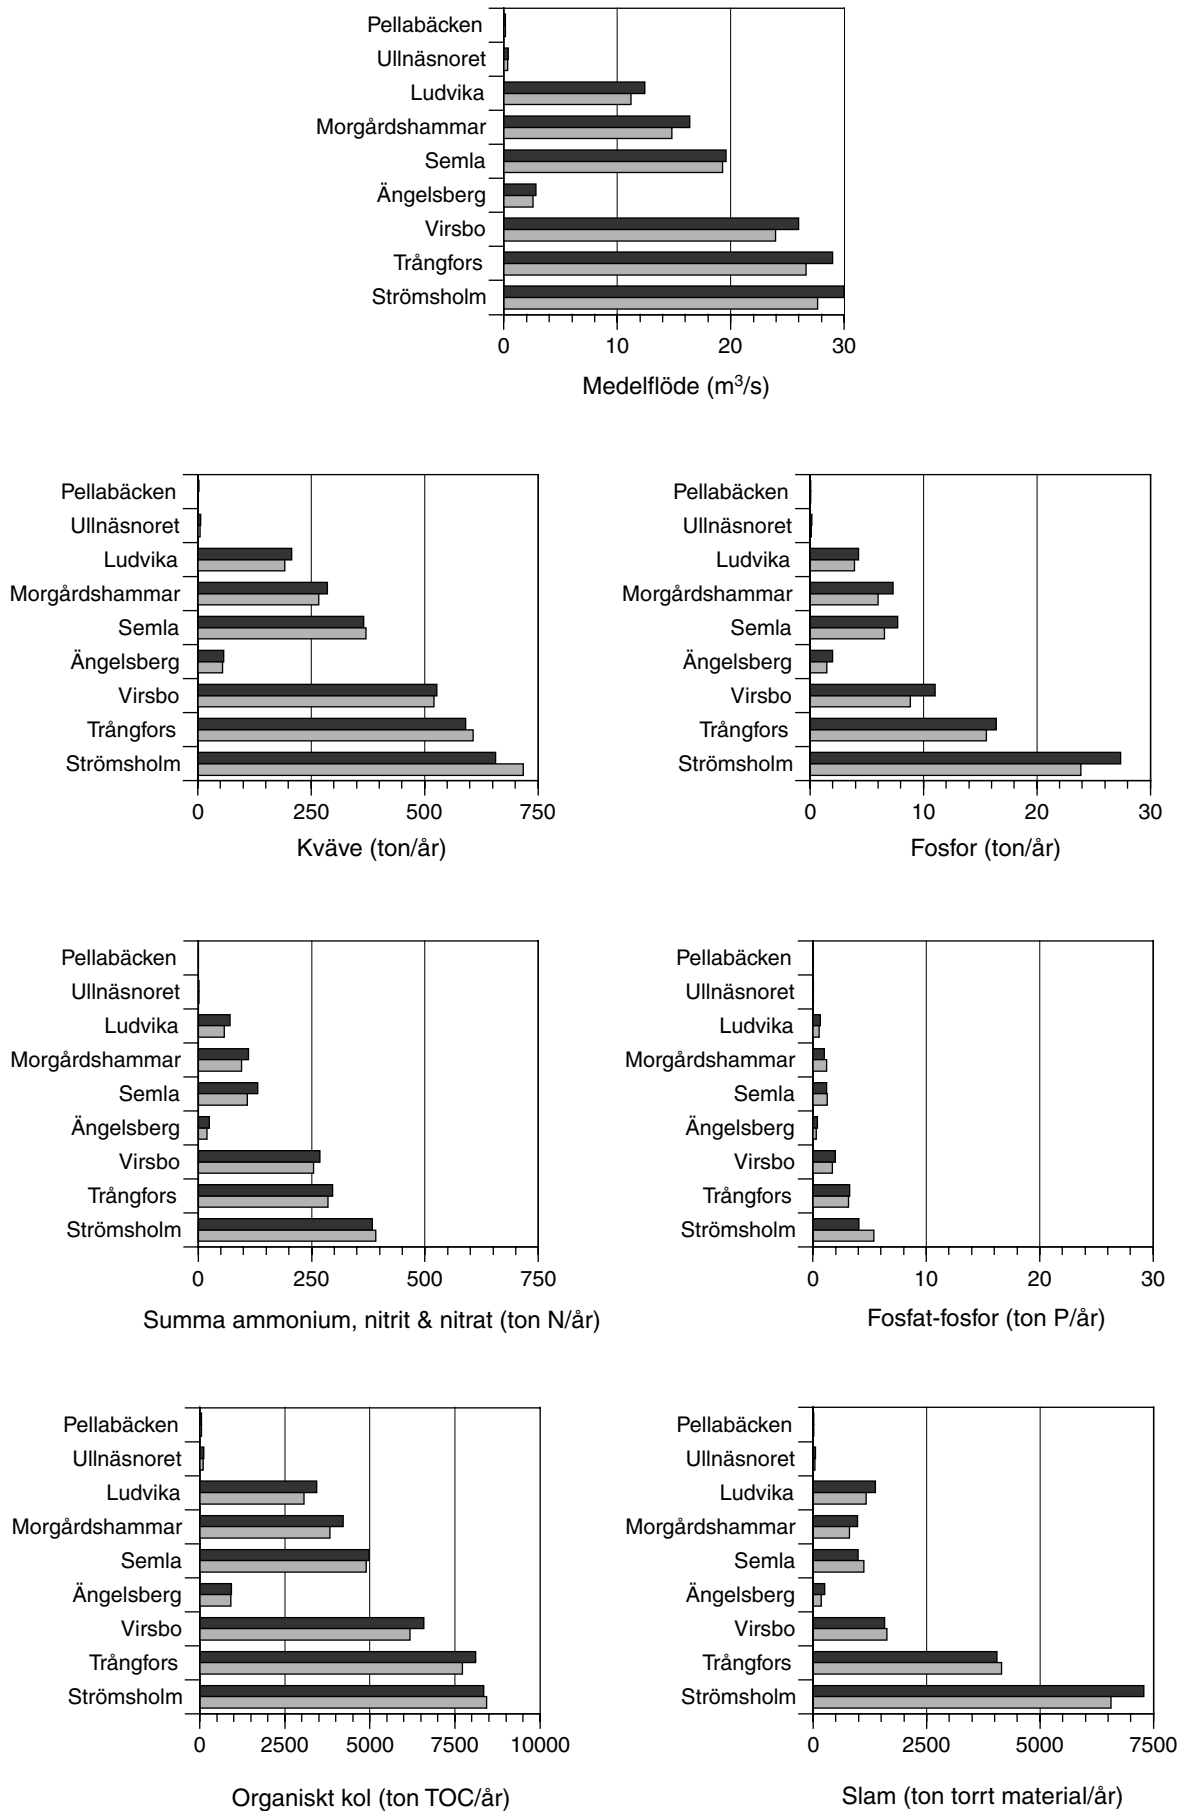 Pellabäcken
Ullnäsnoret
Ludvika
Morgårdshammar
Semla
Ängelsberg
Virsbo
Trångfors
Strömsholm
0 10 20 30
Medelflöde (m³/s)
Pellabäcken
Ullnäsnoret
Ludvika
Morgårdshammar
Semla
Ängelsberg
Virsbo
Trångfors
Strömsholm
0 250 500 750
Kväve (ton/år)
Pellabäcken
Ullnäsnoret
Ludvika
Morgårdshammar
Semla
Ängelsberg
Virsbo
Trångfors
Strömsholm
0 10 20 30
Fosfor (ton/år)
Pellabäcken
Ullnäsnoret
Ludvika
Morgårdshammar
Semla
Ängelsberg
Virsbo
Trångfors
Strömsholm
0 250 500 750
Summa ammonium, nitrit & nitrat (ton N/år)
Pellabäcken
Ullnäsnoret
Ludvika
Morgårdshammar
Semla
Ängelsberg
Virsbo
Trångfors
Strömsholm
0 10 20 30
Fosfat-fosfor (ton P/år)
Pellabäcken
Ullnäsnoret
Ludvika
Morgårdshammar
Semla
Ängelsberg
Virsbo
Trångfors
Strömsholm
0 2500 5000 7500 10000
Organiskt kol (ton TOC/år)
Pellabäcken
Ullnäsnoret
Ludvika
Morgårdshammar
Semla
Ängelsberg
Virsbo
Trångfors
Strömsholm
0 2500 5000 7500
Slam (ton torrt material/år)